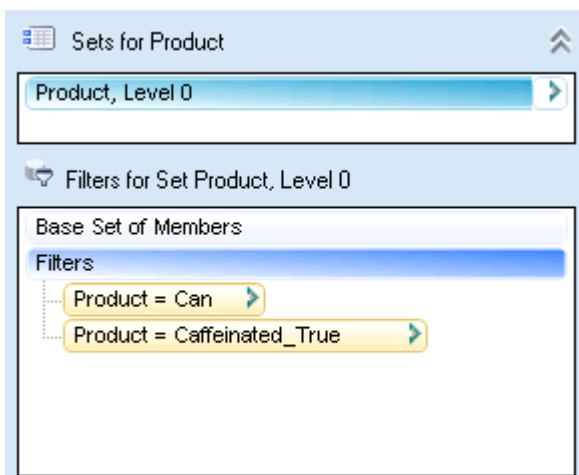 Sets for Product
Product, Level 0
Filters for Set Product, Level 0
Base Set of Members
Filters
Product = Can
Product = Caffeinated_True